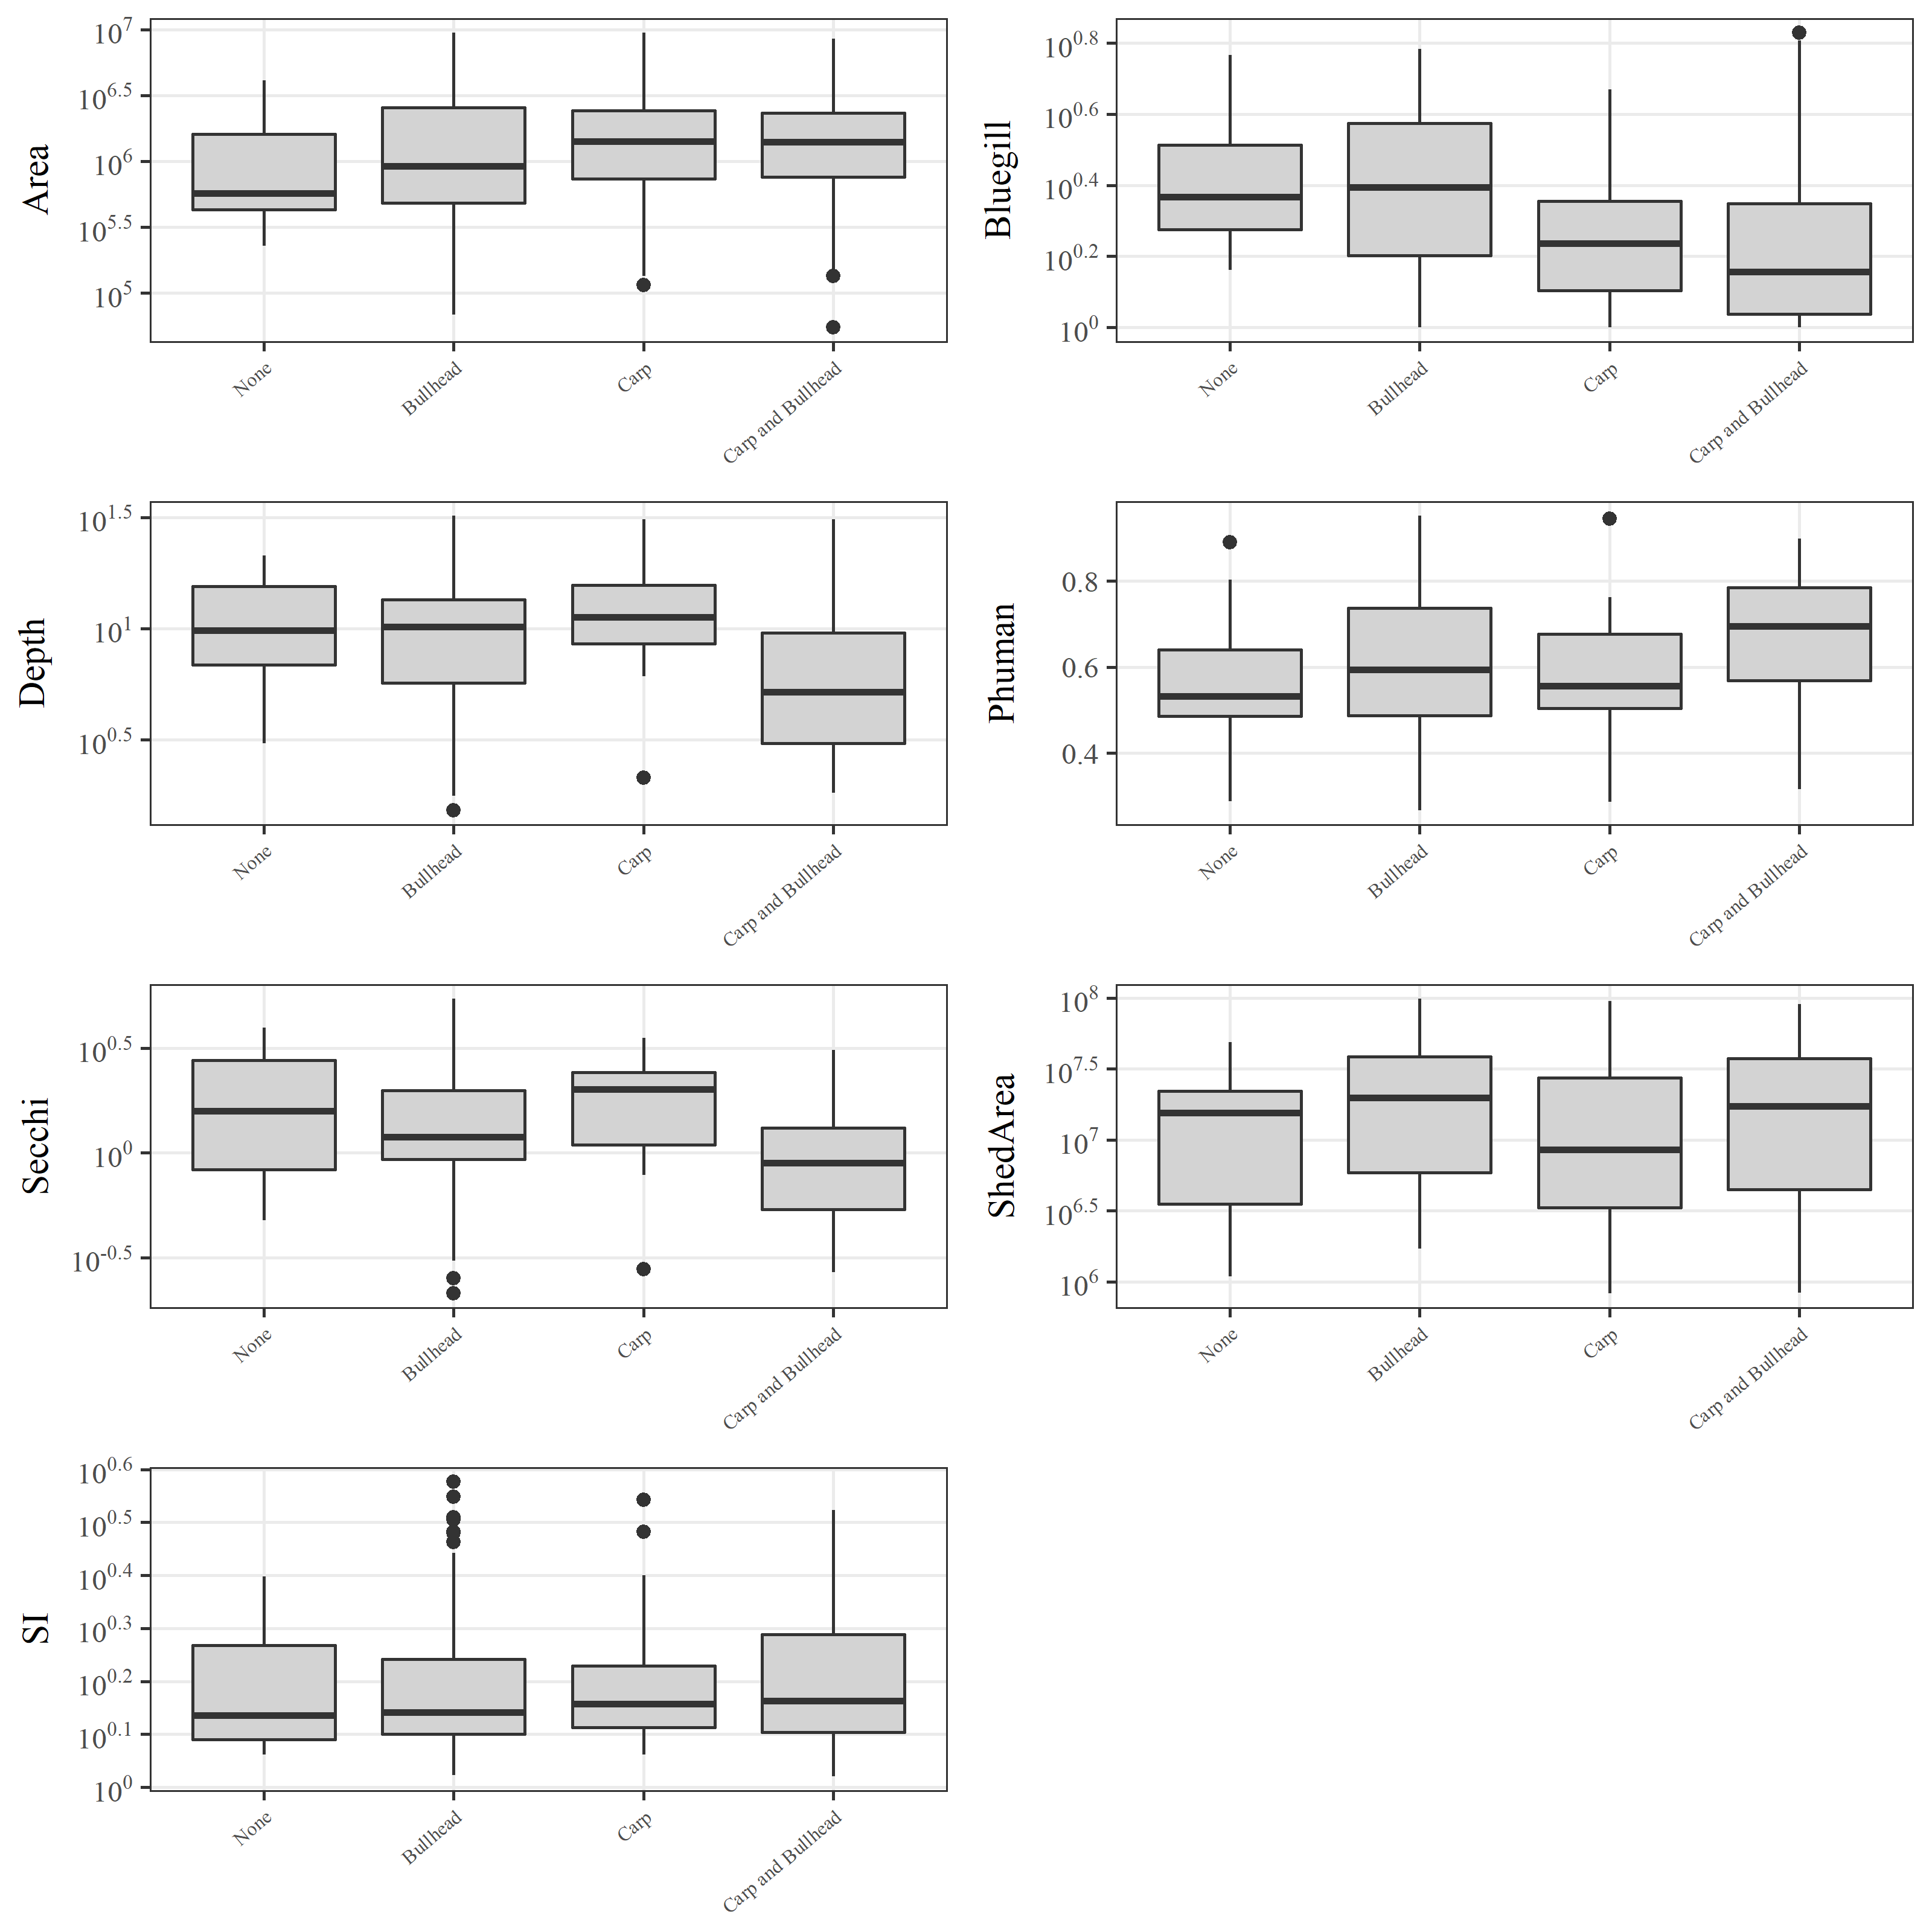 Area
10^7
10^6.5
10^6
10^5.5
10^5
None
Bullhead
Carp
Carp and Bullhead
Bluegill
10^0.8
10^0.6
10^0.4
10^0.2
10^0
None
Bullhead
Carp
Carp and Bullhead
Depth
10^1.5
10^1
10^0.5
None
Bullhead
Carp
Carp and Bullhead
Phuman
0.8
0.6
0.4
None
Bullhead
Carp
Carp and Bullhead
Secchi
10^0.5
10^0
10^-0.5
None
Bullhead
Carp
Carp and Bullhead
ShedArea
10^8
10^7.5
10^7
10^6.5
10^6
None
Bullhead
Carp
Carp and Bullhead
SI
10^0.6
10^0.5
10^0.4
10^0.3
10^0.2
10^0.1
10^0
None
Bullhead
Carp
Carp and Bullhead